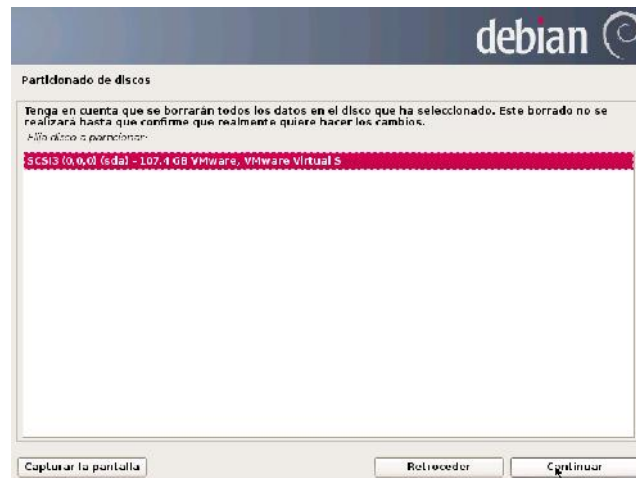 debian
Particionado de discos
Tenga en cuenta que se borrarán todos los datos en el disco que ha seleccionado. Este borrado no se
realizará hasta que confirme que realmente quiere hacer los cambios.
Elija disco a particionar:
SCSI3 (0,0,0) (sda) - 107.4 GB VMware, VMware Virtual S
Capturar la pantalla
Retroceder
Continuar